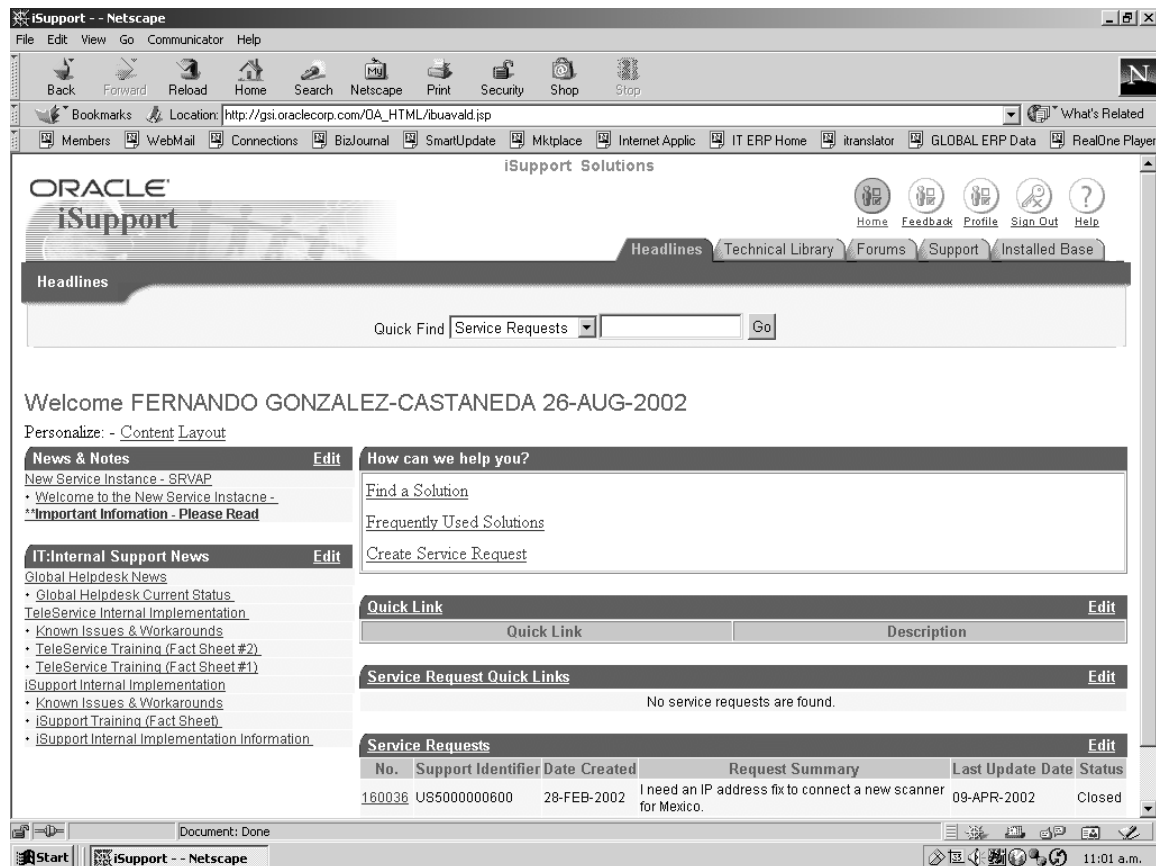 iSupport - - Netscape
File Edit View Go Communicator Help
Back Forward Reload Home Search Netscape Print Security Shop Stop
My
N
Bookmarks Location: http://gsi.oraclecorp.com/OA_HTML/ibuavald.jsp What's Related
Members WebMail Connections BizJournal SmartUpdate Mktplace Internet Applic IT ERP Home itranslator GLOBAL ERP Data RealOne Player
iSupport Solutions
ORACLE
iSupport
Home Feedback Profile Sign Out Help
Headlines Technical Library Forums Support Installed Base
Headlines
Quick Find Service Requests Go
Welcome FERNANDO GONZALEZ-CASTANEDA 26-AUG-2002
Personalize: - Content Layout
News & Notes Edit
New Service Instance - SRVAP
• Welcome to the New Service Instacne -
**Important Infomation - Please Read
IT:Internal Support News Edit
Global Helpdesk News
• Global Helpdesk Current Status
TeleService Internal Implementation
• Known Issues & Workarounds
• TeleService Training (Fact Sheet #2)
• TeleService Training (Fact Sheet #1)
iSupport Internal Implementation
• Known Issues & Workarounds
• iSupport Training (Fact Sheet)
• iSupport Internal Implementation Information
How can we help you?
Find a Solution
Frequently Used Solutions
Create Service Request
Quick Link Edit
Quick Link Description
Service Request Quick Links Edit
No service requests are found.
Service Requests Edit
No. Support Identifier Date Created Request Summary Last Update Date Status
160036 US5000000600 28-FEB-2002 I need an IP address fix to connect a new scanner for Mexico. 09-APR-2002 Closed
Document: Done
Start iSupport - - Netscape 11:01 a.m.